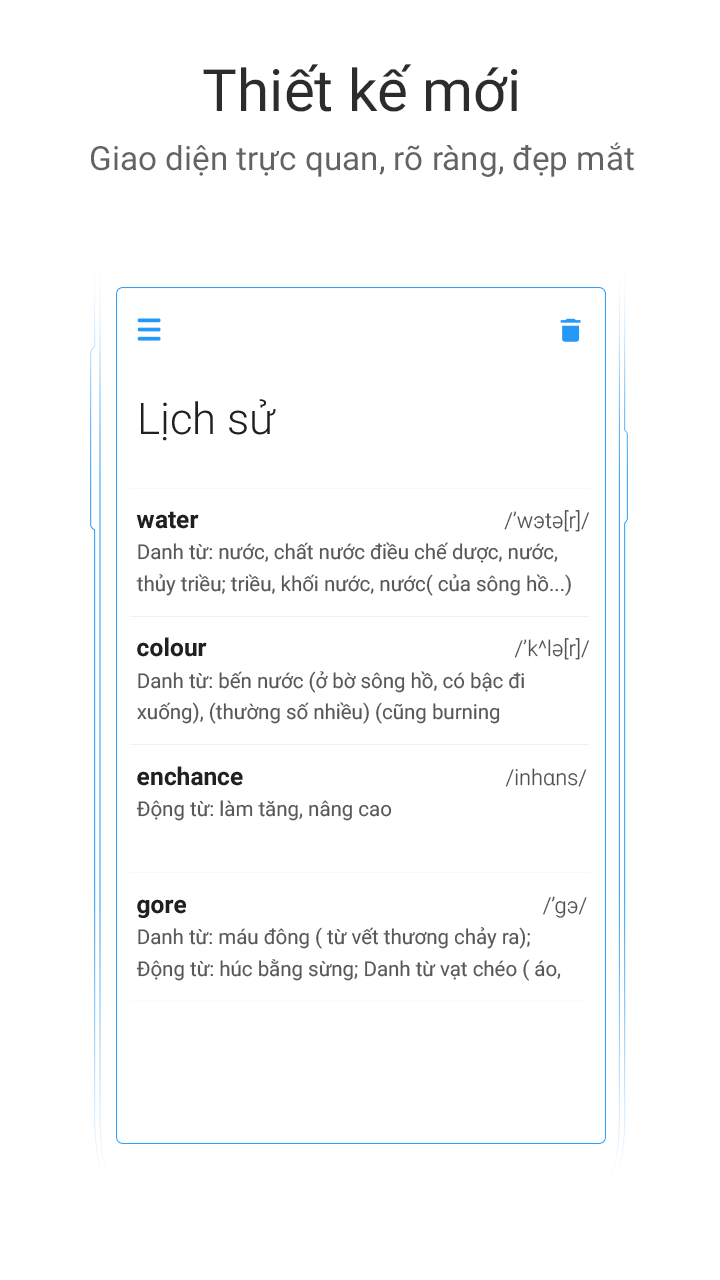 Thiết kế mới
Giao diện trực quan, rõ ràng, đẹp mắt
Lịch sử
water /'wɘtə[r]/
Danh từ: nước, chất nước điều chế dược, nước,
thủy triều; triều, khối nước, nước( của sông hồ...)
colour /'k^lə[r]/
Danh từ: bến nước (ở bờ sông hồ, có bậc đi
xuống), (thường số nhiều) (cũng burning
enchance /inhɑns/
Động từ: làm tăng, nâng cao
gore /'gɘ/
Danh từ: máu đông ( từ vết thương chảy ra);
Động từ: húc bằng sừng; Danh từ vạt chéo ( áo,